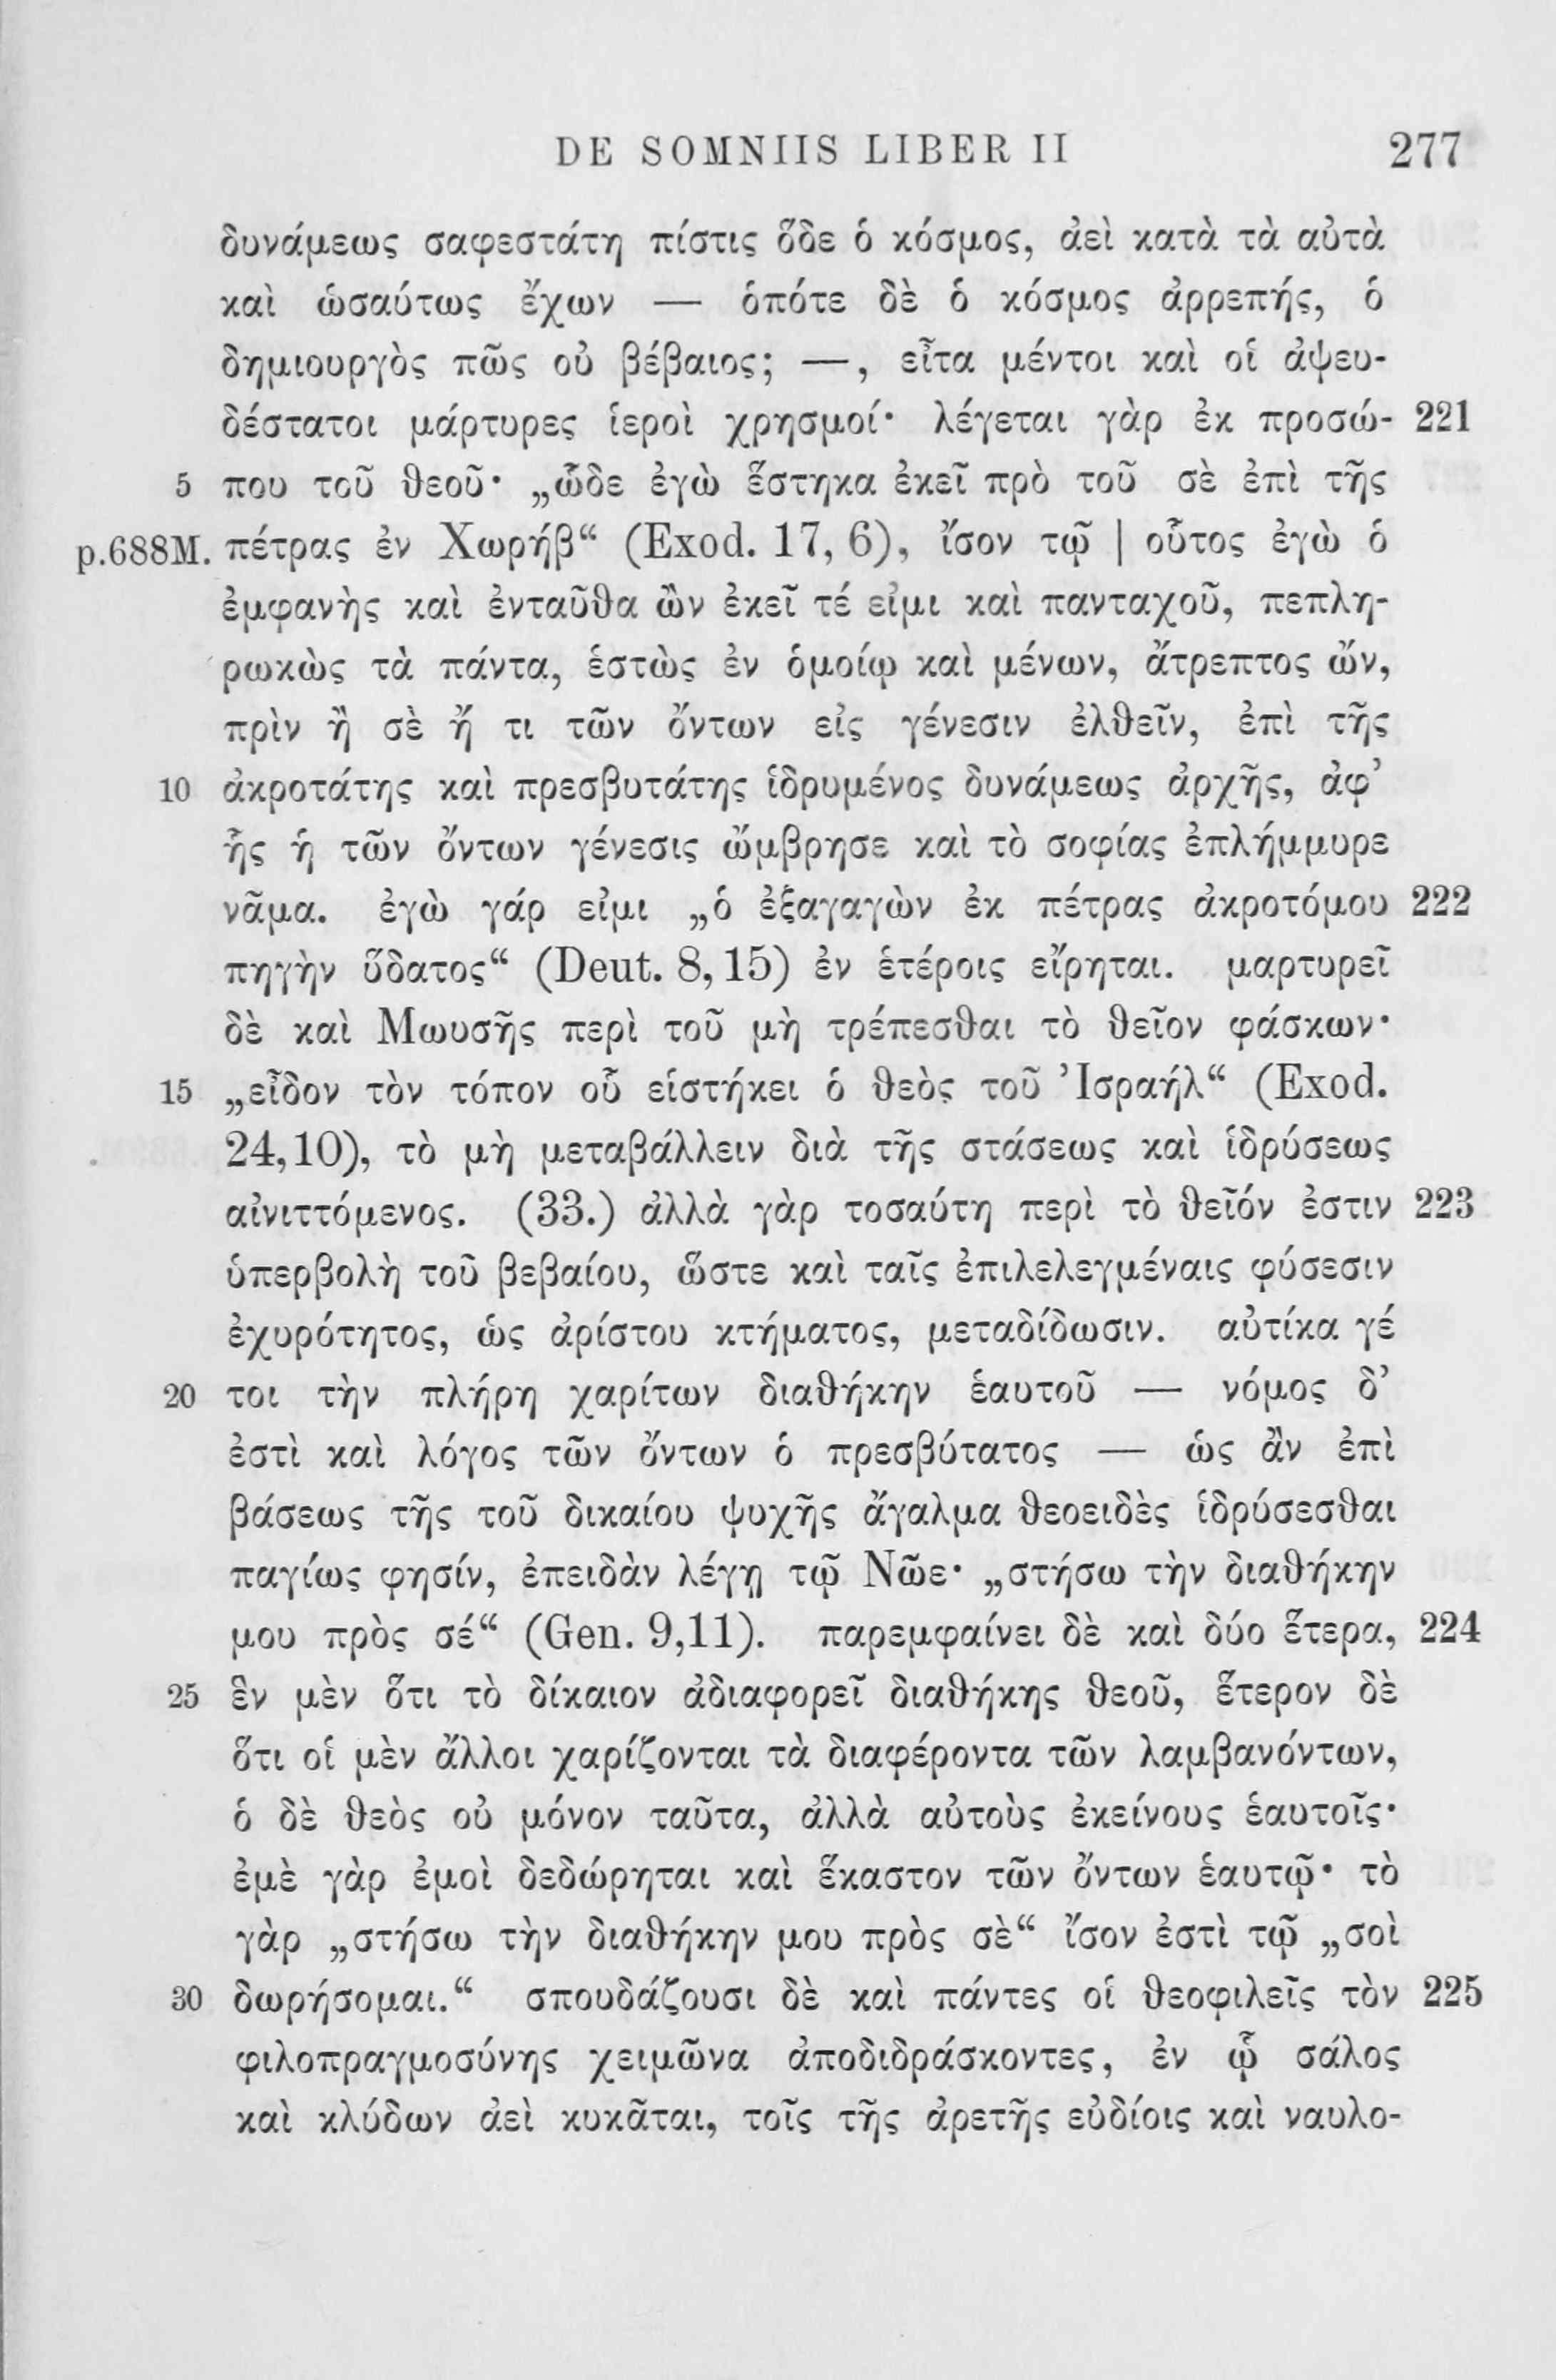 DE SOMNIIS LIBER II 277
δυνάμεως σαφεστάτη πίστις ὅδε ὁ κόσμος, ἀεὶ κατὰ τὰ αὐτὰ
καὶ ὡσαύτως ἔχων — ὁπότε δὲ ὁ κόσμος ἀρρεπής, ὁ
δημιουργὸς πῶς οὐ βέβαιος; —, εἶτα μέντοι καὶ οἱ ἀψευ-
δέστατοι μάρτυρες ἱεροὶ χρησμοί· λέγεται γὰρ ἐκ προσώ- 221
5 που τοῦ θεοῦ· „ὧδε ἐγὼ ἕστηκα ἐκεῖ πρὸ τοῦ σὲ ἐπὶ τῆς
p.688M. πέτρας ἐν Χωρήβ“ (Exod. 17, 6), ἴσον τῷ | οὗτος ἐγὼ ὁ
ἐμφανὴς καὶ ἐνταῦθα ὢν ἐκεῖ τέ εἰμι καὶ πανταχοῦ, πεπλη-
ρωκὼς τὰ πάντα, ἑστὼς ἐν ὁμοίῳ καὶ μένων, ἄτρεπτος ὤν,
πρὶν ἢ σὲ ἤ τι τῶν ὄντων εἰς γένεσιν ἐλθεῖν, ἐπὶ τῆς
10 ἀκροτάτης καὶ πρεσβυτάτης ἱδρυμένος δυνάμεως ἀρχῆς, ἀφ’
ἧς ἡ τῶν ὄντων γένεσις ὤμβρησε καὶ τὸ σοφίας ἐπλήμμυρε
νᾶμα. ἐγὼ γάρ εἰμι „ὁ ἐξαγαγὼν ἐκ πέτρας ἀκροτόμου 222
πηγὴν ὕδατος“ (Deut. 8, 15) ἐν ἑτέροις εἴρηται. μαρτυρεῖ
δὲ καὶ Μωυσῆς περὶ τοῦ μὴ τρέπεσθαι τὸ θεῖον φάσκων·
15 „εἶδον τὸν τόπον οὗ εἱστήκει ὁ θεὸς τοῦ Ἰσραήλ“ (Exod.
24,10), τὸ μὴ μεταβάλλειν διὰ τῆς στάσεως καὶ ἱδρύσεως
αἰνιττόμενος. (33.) ἀλλὰ γὰρ τοσαύτη περὶ τὸ θεῖόν ἐστιν 223
ὑπερβολὴ τοῦ βεβαίου, ὥστε καὶ ταῖς ἐπιλελεγμέναις φύσεσιν
ἐχυρότητος, ὡς ἀρίστου κτήματος, μεταδίδωσιν. αὐτίκα γέ
20 τοι τὴν πλήρη χαρίτων διαθήκην ἑαυτοῦ — νόμος δ’
ἐστὶ καὶ λόγος τῶν ὄντων ὁ πρεσβύτατος — ὡς ἂν ἐπὶ
βάσεως τῆς τοῦ δικαίου ψυχῆς ἄγαλμα θεοειδὲς ἱδρύσεσθαι
παγίως φησίν, ἐπειδὰν λέγῃ τῷ Νῶε· „στήσω τὴν διαθήκην
μου πρὸς σέ“ (Gen. 9,11). παρεμφαίνει δὲ καὶ δύο ἕτερα, 224
25 ἓν μὲν ὅτι τὸ δίκαιον ἀδιαφορεῖ διαθήκης θεοῦ, ἕτερον δὲ
ὅτι οἱ μὲν ἄλλοι χαρίζονται τὰ διαφέροντα τῶν λαμβανόντων,
ὁ δὲ θεὸς οὐ μόνον ταῦτα, ἀλλὰ αὐτοὺς ἐκείνους ἑαυτοῖς·
ἐμὲ γὰρ ἐμοὶ δεδώρηται καὶ ἕκαστον τῶν ὄντων ἑαυτῷ· τὸ
γὰρ „στήσω τὴν διαθήκην μου πρὸς σὲ“ ἴσον ἐστὶ τῷ „σοὶ
30 δωρήσομαι.“ σπουδάζουσι δὲ καὶ πάντες οἱ θεοφιλεῖς τὸν 225
φιλοπραγμοσύνης χειμῶνα ἀποδιδράσκοντες, ἐν ᾧ σάλος
καὶ κλύδων ἀεὶ κυκᾶται, τοῖς τῆς ἀρετῆς εὐδίοις καὶ ναυλο-